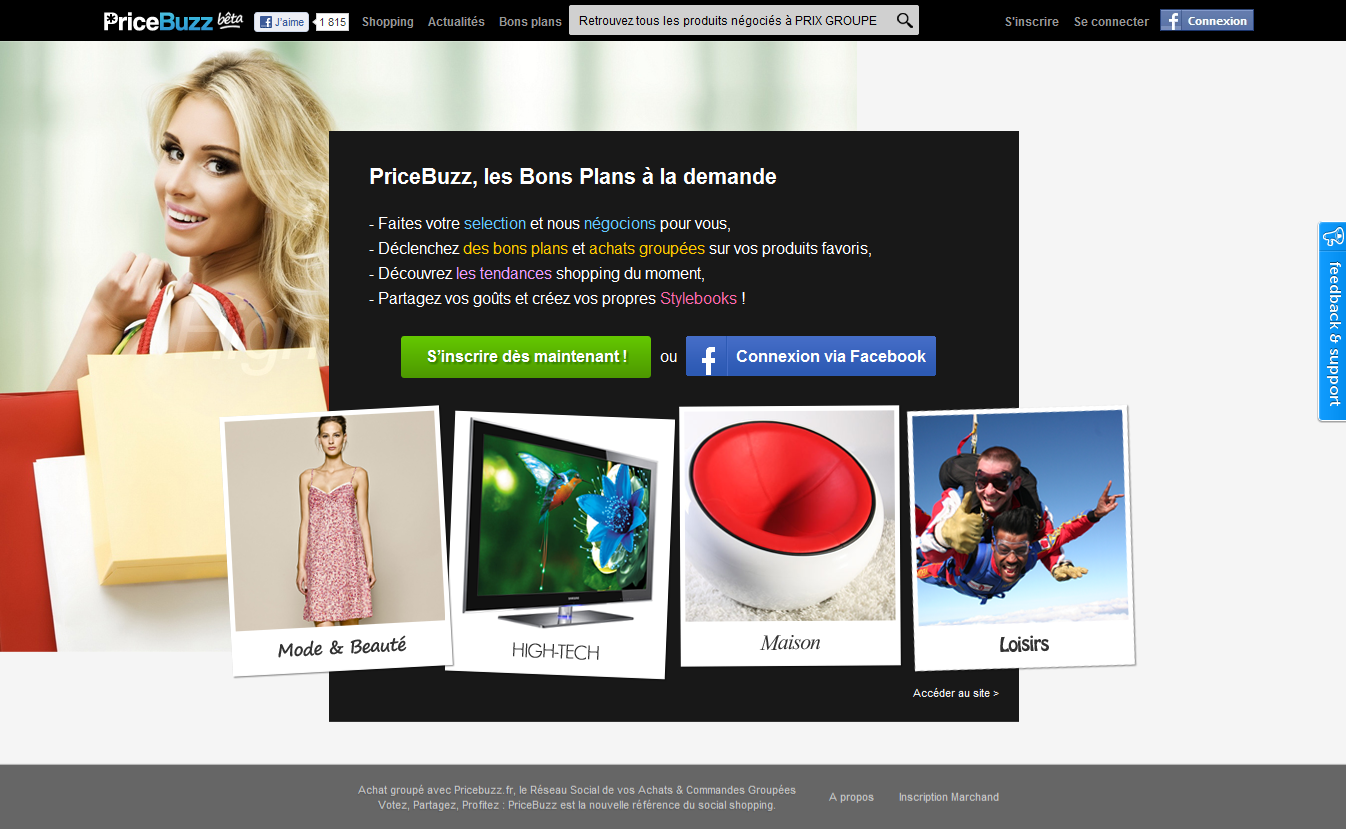 PriceBuzz bêta
J'aime
1 815
Shopping
Actualités
Bons plans
Retrouvez tous les produits négociés à PRIX GROUPE
S'inscrire
Se connecter
Connexion
PriceBuzz, les Bons Plans à la demande
- Faites votre selection et nous négocions pour vous,
- Déclenchez des bons plans et achats groupées sur vos produits favoris,
- Découvrez les tendances shopping du moment,
- Partagez vos goûts et créez vos propres Stylebooks !
S'inscrire dès maintenant !
ou
Connexion via Facebook
feedback & support
Mode & Beauté
HIGH-TECH
Maison
Loisirs
Accéder au site >
Achat groupé avec Pricebuzz.fr, le Réseau Social de vos Achats & Commandes Groupées
Votez, Partagez, Profitez : PriceBuzz est la nouvelle référence du social shopping.
A propos
Inscription Marchand